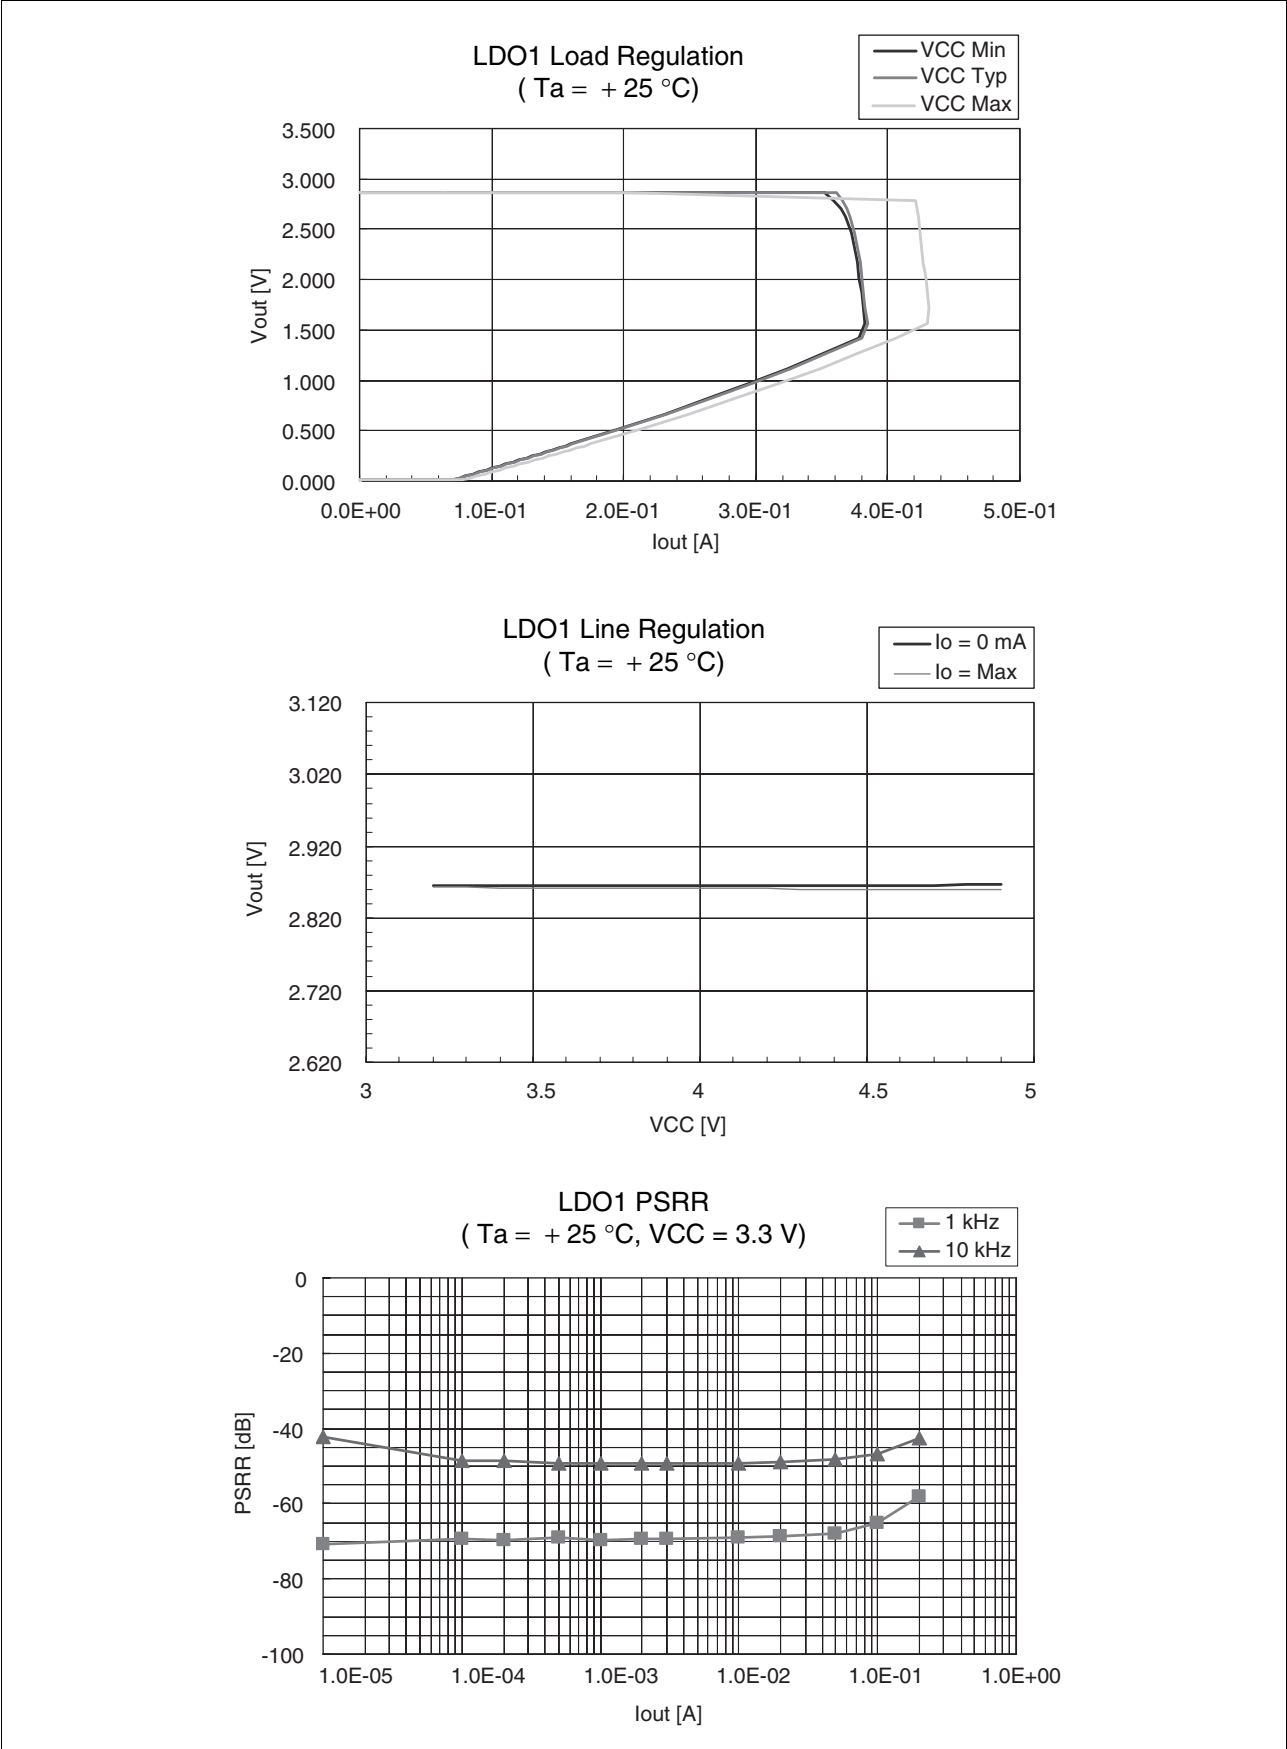 LDO1 Load Regulation
( Ta = + 25 °C)
VCC Min
VCC Typ
VCC Max
3.500
3.000
2.500
2.000
1.500
1.000
0.500
0.000
Vout [V]
0.0E+00 1.0E-01 2.0E-01 3.0E-01 4.0E-01 5.0E-01
Iout [A]
LDO1 Line Regulation
( Ta = + 25 °C)
Io = 0 mA
Io = Max
3.120
3.020
2.920
2.820
2.720
2.620
Vout [V]
3 3.5 4 4.5 5
VCC [V]
LDO1 PSRR
( Ta = + 25 °C, VCC = 3.3 V)
1 kHz
10 kHz
0
-20
-40
-60
-80
-100
PSRR [dB]
1.0E-05 1.0E-04 1.0E-03 1.0E-02 1.0E-01 1.0E+00
Iout [A]